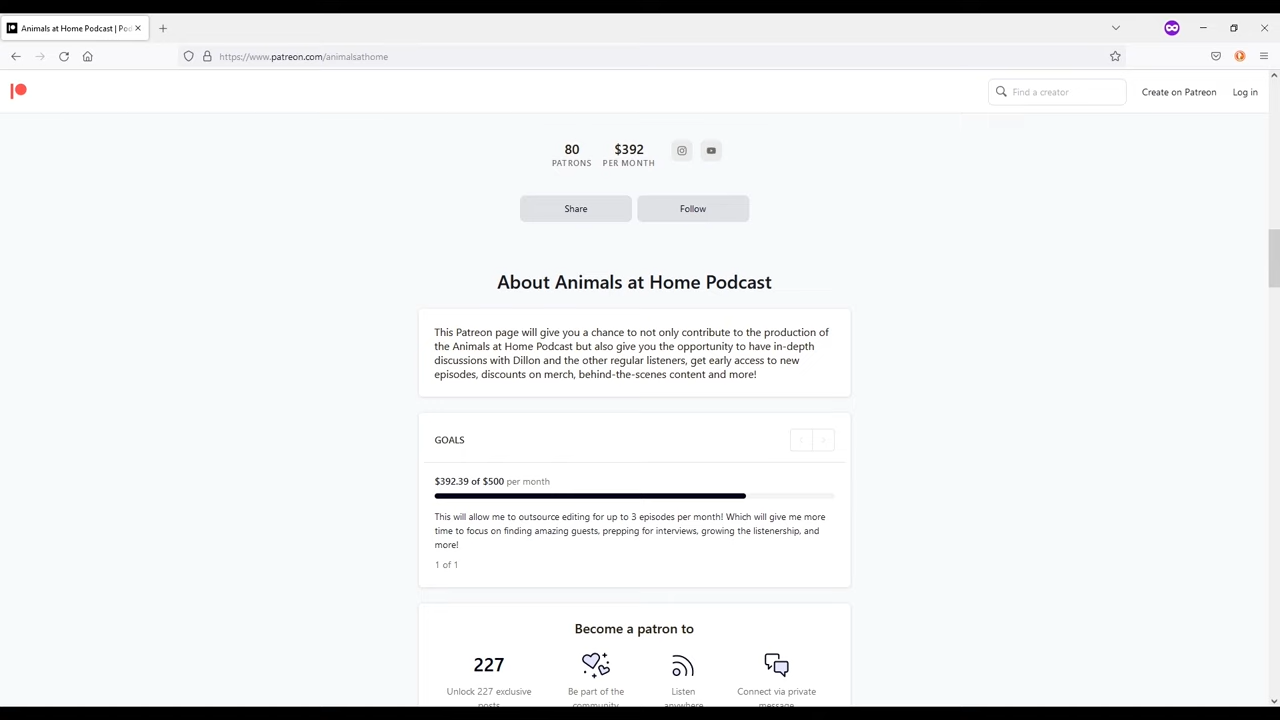 Animals at Home Podcast | Pod
https://www.patreon.com/animalsathome
Find a creator
Create on Patreon
Log in
80
PATRONS
$392
PER MONTH
Share
Follow
About Animals at Home Podcast
This Patreon page will give you a chance to not only contribute to the production of
the Animals at Home Podcast but also give you the opportunity to have in-depth
discussions with Dillon and the other regular listeners, get early access to new
episodes, discounts on merch, behind-the-scenes content and more!
GOALS
$392.39 of $500 per month
This will allow me to outsource editing for up to 3 episodes per month! Which will give me more
time to focus on finding amazing guests, prepping for interviews, growing the listenership, and
more!
1 of 1
Become a patron to
227
Unlock 227 exclusive
posts
Be part of the
community
Listen
anywhere
Connect via private
message